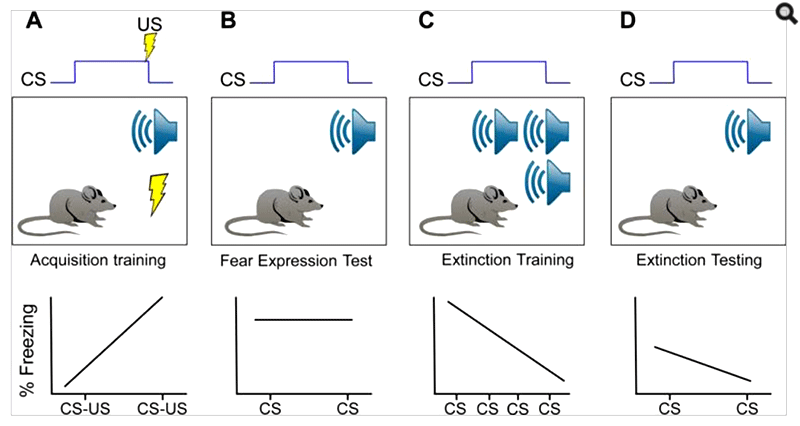 A
B
C
D
US
CS
CS
CS
CS
Acquisition training
Fear Expression Test
Extinction Training
Extinction Testing
% Freezing
CS-US CS-US
CS CS
CS CS CS CS
CS CS